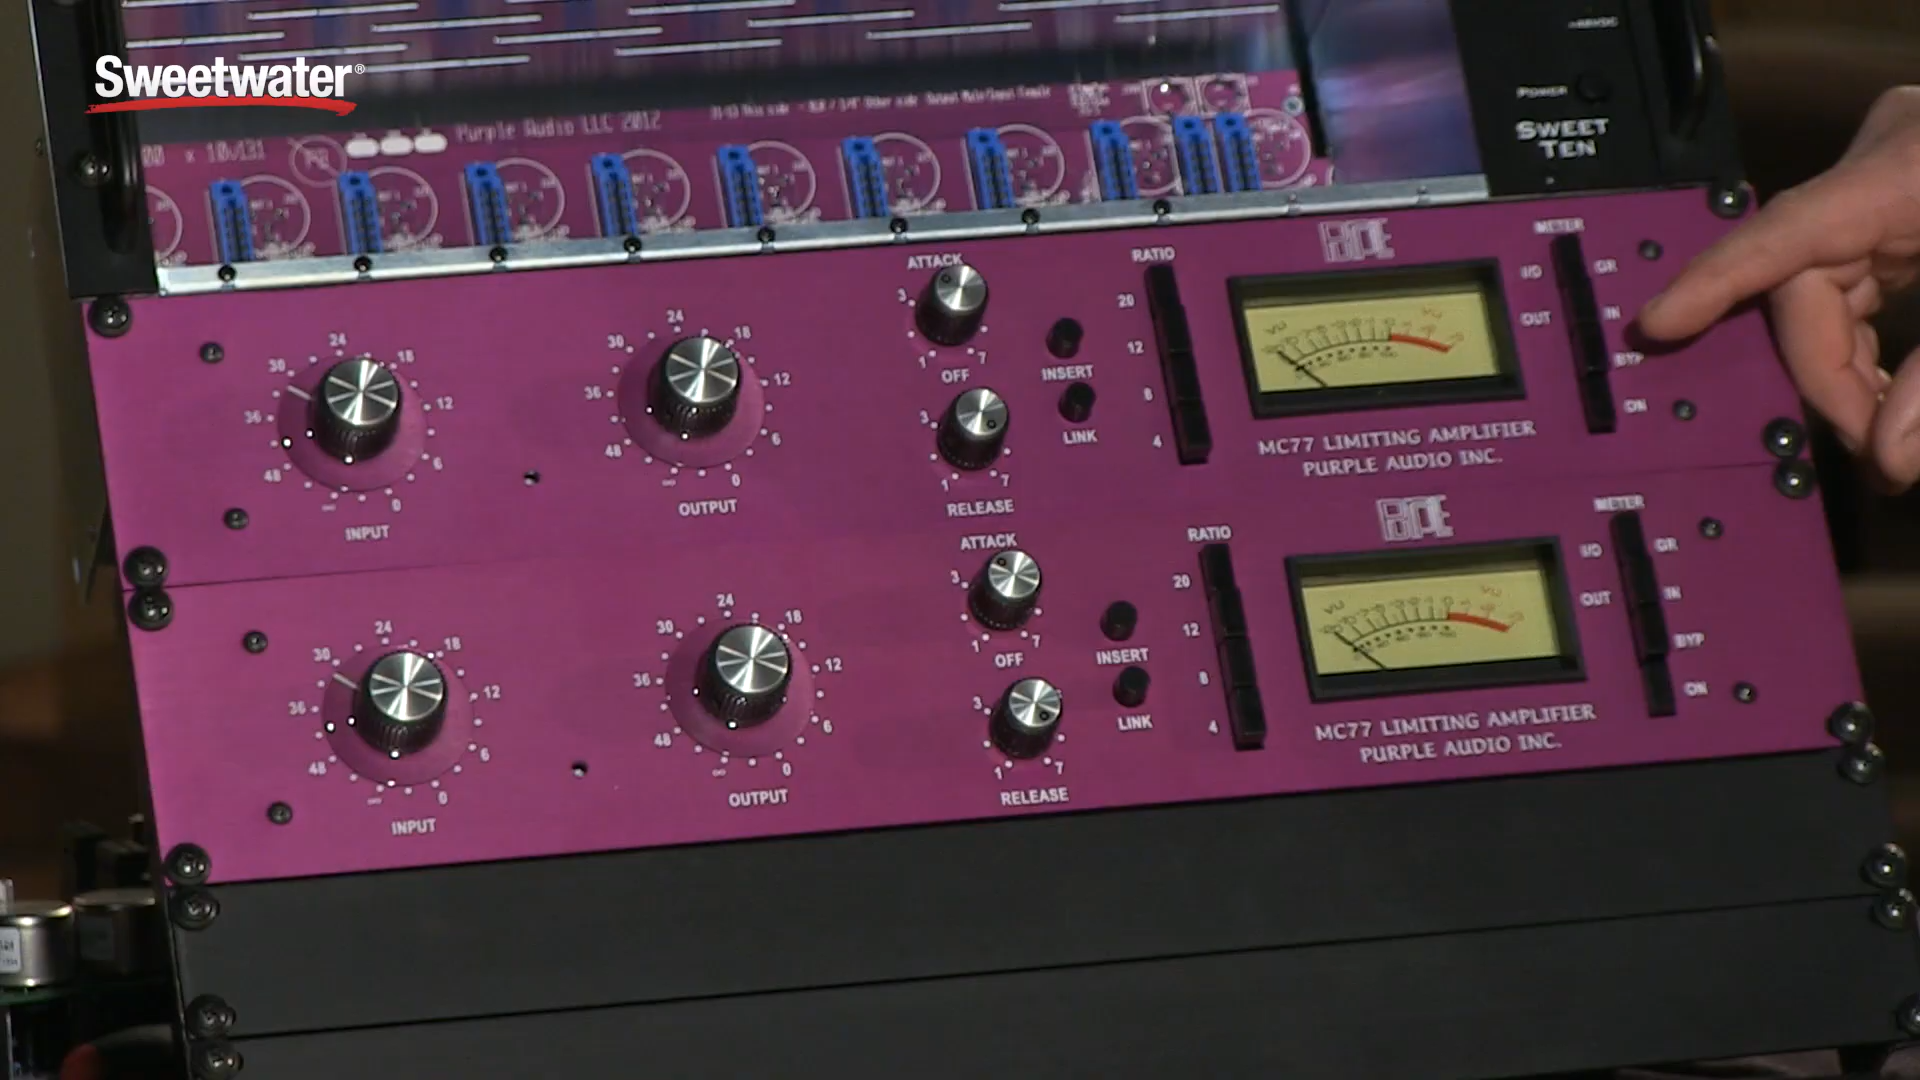 Sweetwater®
POWER
SWEET
TEN
Purple Audio LLC 2012
x 10/131
METER
I/O GR
OUT IN
BYP
ON
ATTACK
3
1 7
OFF
3
1 7
RELEASE
INSERT
LINK
RATIO
20
12
8
4
VU
MC77 LIMITING AMPLIFIER
PURPLE AUDIO INC.
24
30 18
36 12
48 6
∞ 0
INPUT
24
30 18
36 12
48 6
∞ 0
OUTPUT
METER
I/O GR
OUT IN
BYP
ON
ATTACK
3
1 7
OFF
3
1 7
RELEASE
INSERT
LINK
RATIO
20
12
8
4
VU
MC77 LIMITING AMPLIFIER
PURPLE AUDIO INC.
24
30 18
36 12
48 6
∞ 0
INPUT
24
30 18
36 12
48 6
∞ 0
OUTPUT